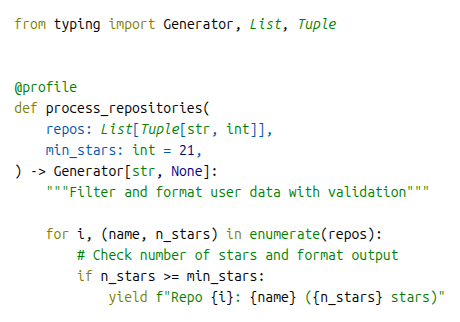 from typing import Generator, List, Tuple
@profile
def process_repositories(
    repos: List[Tuple[str, int]],
    min_stars: int = 21,
) -> Generator[str, None]:
    """Filter and format user data with validation"""
    for i, (name, n_stars) in enumerate(repos):
        # Check number of stars and format output
        if n_stars >= min_stars:
            yield f"Repo {i}: {name} ({n_stars} stars)"